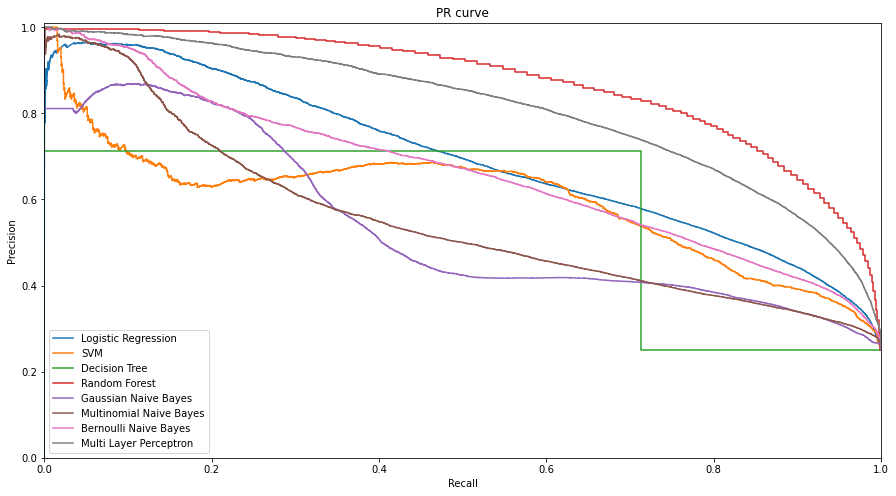 PR curve
1.0
0.8
0.6
0.4
0.2
0.0
Precision
Logistic Regression
SVM
Decision Tree
Random Forest
Gaussian Naive Bayes
Multinomial Naive Bayes
Bernoulli Naive Bayes
Multi Layer Perceptron
0.0 0.2 0.4 0.6 0.8 1.0
Recall